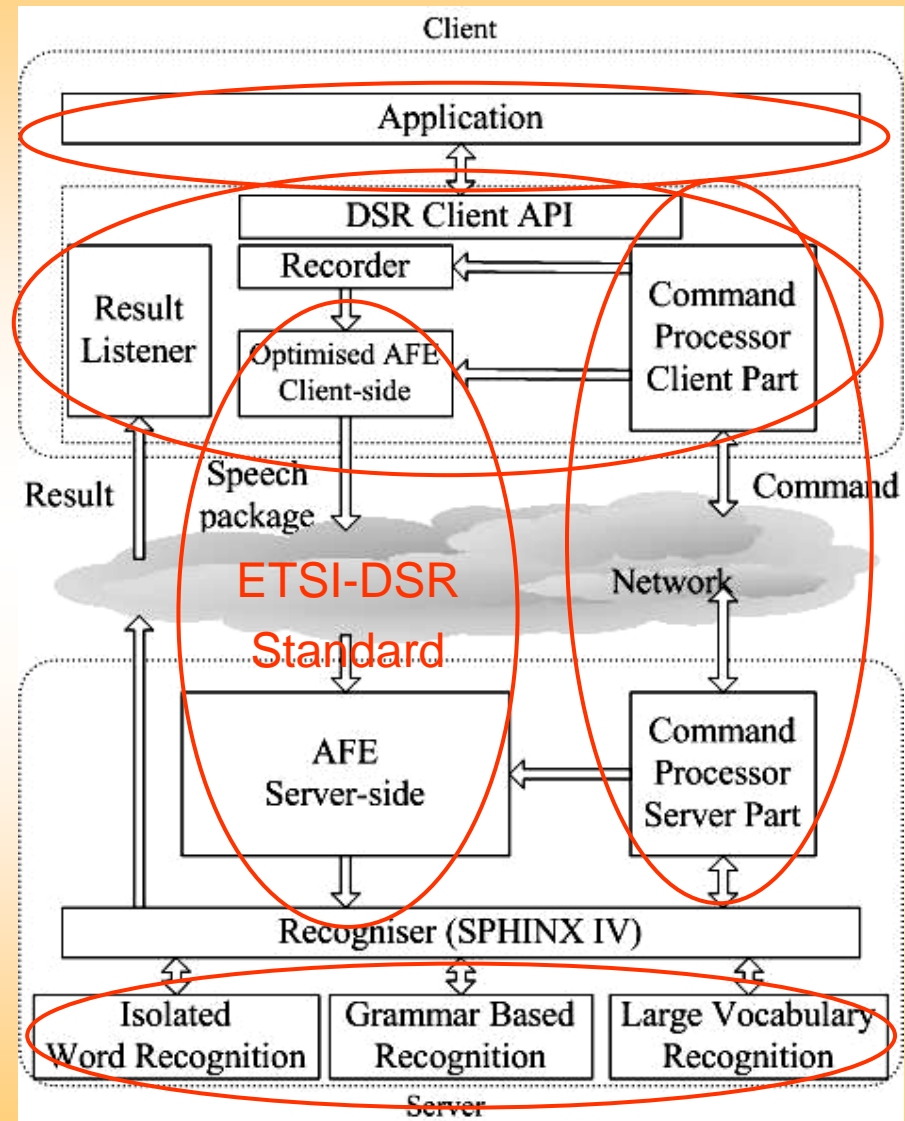 Client
Application
DSR Client API
Recorder
Result
Listener
Optimised AFE
Client-side
Command
Processor
Client Part
Result
Speech
package
Command
ETSI-DSR
Standard
Network
AFE
Server-side
Command
Processor
Server Part
Recogniser (SPHINX IV)
Isolated
Word Recognition
Grammar Based
Recognition
Large Vocabulary
Recognition
Server